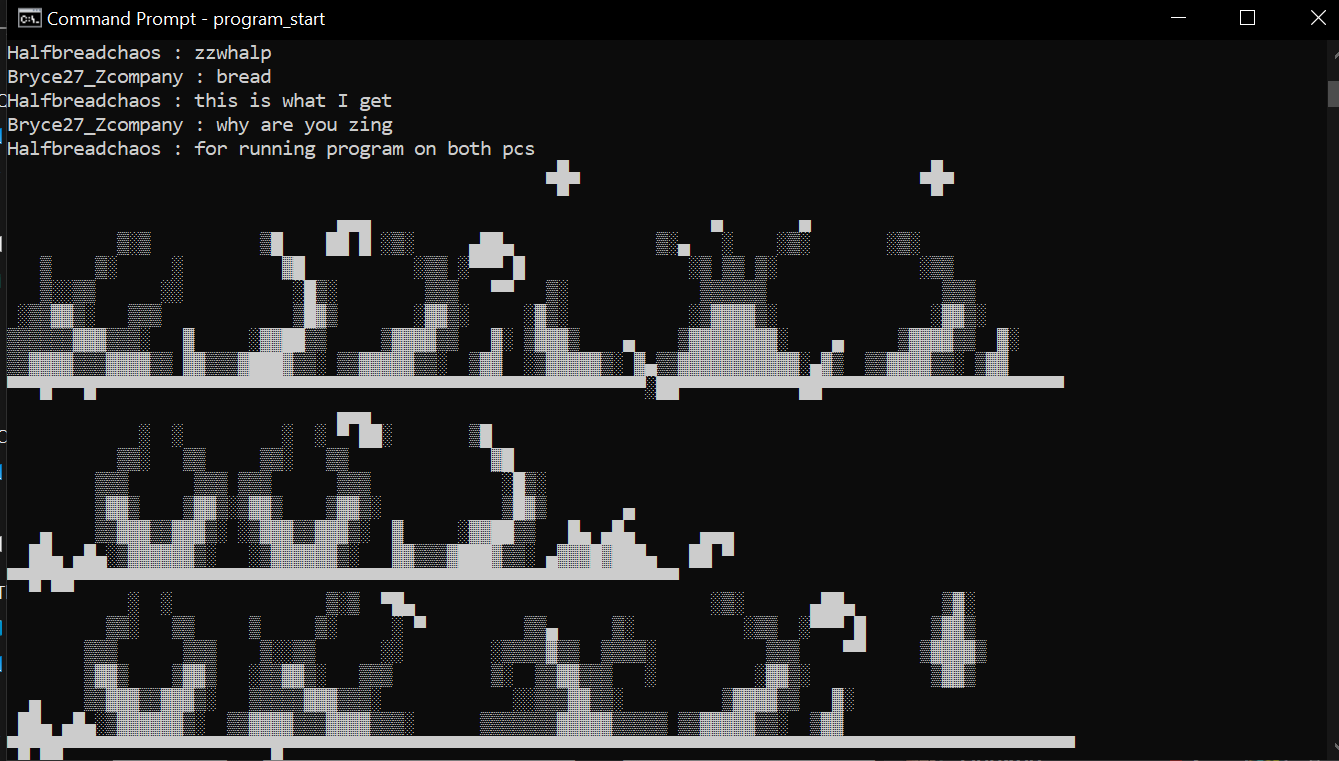 Command Prompt - program_start
Halfbreadchaos : zzwhalp
Bryce27_Zcompany : bread
Halfbreadchaos : this is what I get
Bryce27_Zcompany : why are you zing
Halfbreadchaos : for running program on both pcs